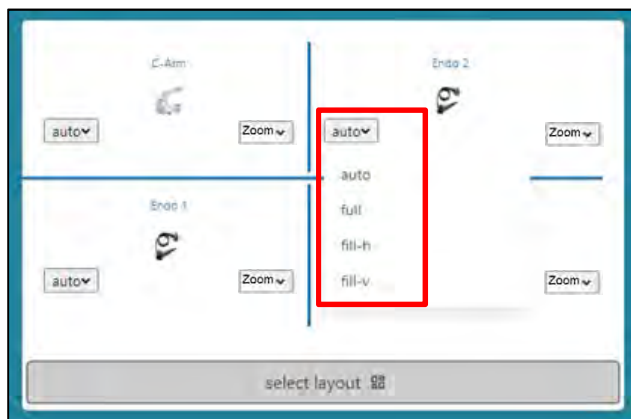 C-Arm
auto
Zoom
Endo 2
auto
Zoom
auto
full
fill-h
fill-v
Endo 1
auto
Zoom
Zoom
select layout